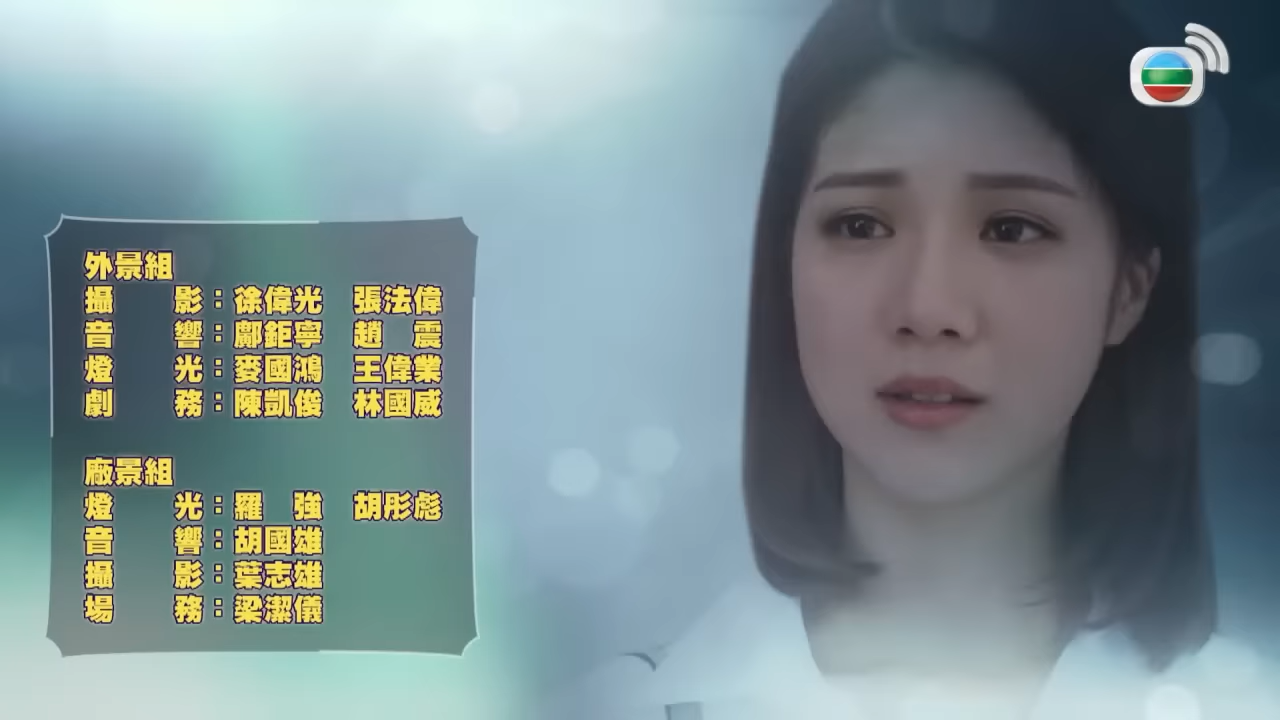 外景組
攝　　影：徐偉光　張法偉
音　　響：鄺鉅寧　趙　震
燈　　光：麥國鴻　王偉業
劇　　務：陳凱俊　林國威
廠景組
燈　　光：羅　強　胡彤彪
音　　響：胡國雄
攝　　影：葉志雄
場　　務：梁潔儀